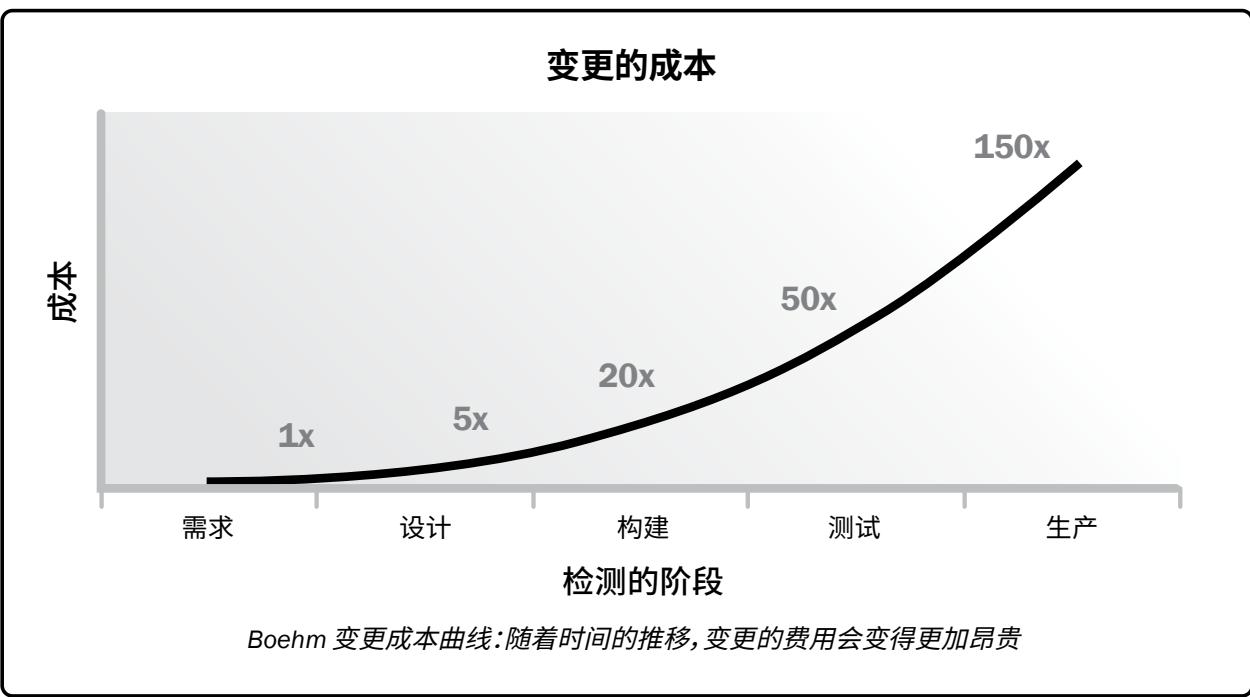 变更的成本
150x
成本
50x
20x
5x
1x
需求 设计 构建 测试 生产
检测的阶段
Boehm 变更成本曲线：随着时间的推移，变更的费用会变得更加昂贵